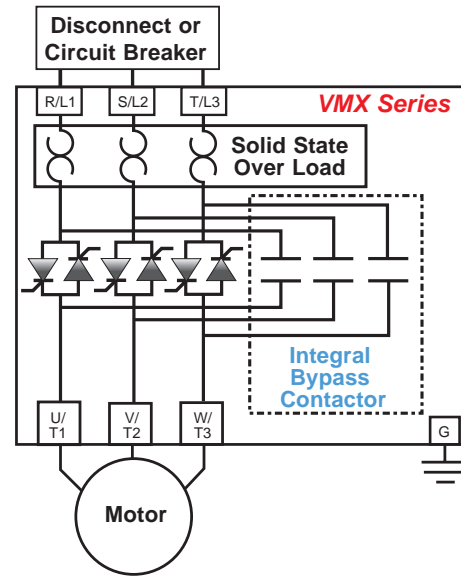 Disconnect or
Circuit Breaker
R/L1
S/L2
T/L3
VMX Series
Solid State
Over Load
Integral
Bypass
Contactor
U/
T1
V/
T2
W/
T3
G
Motor